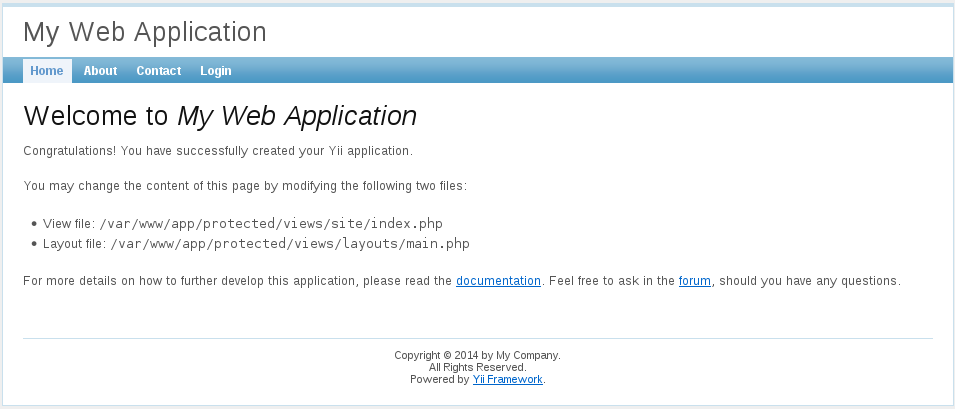 My Web Application
Home About Contact Login
Welcome to My Web Application
Congratulations! You have successfully created your Yii application.
You may change the content of this page by modifying the following two files:
• View file: /var/www/app/protected/views/site/index.php
• Layout file: /var/www/app/protected/views/layouts/main.php
For more details on how to further develop this application, please read the documentation. Feel free to ask in the forum, should you have any questions.
Copyright © 2014 by My Company.
All Rights Reserved.
Powered by Yii Framework.